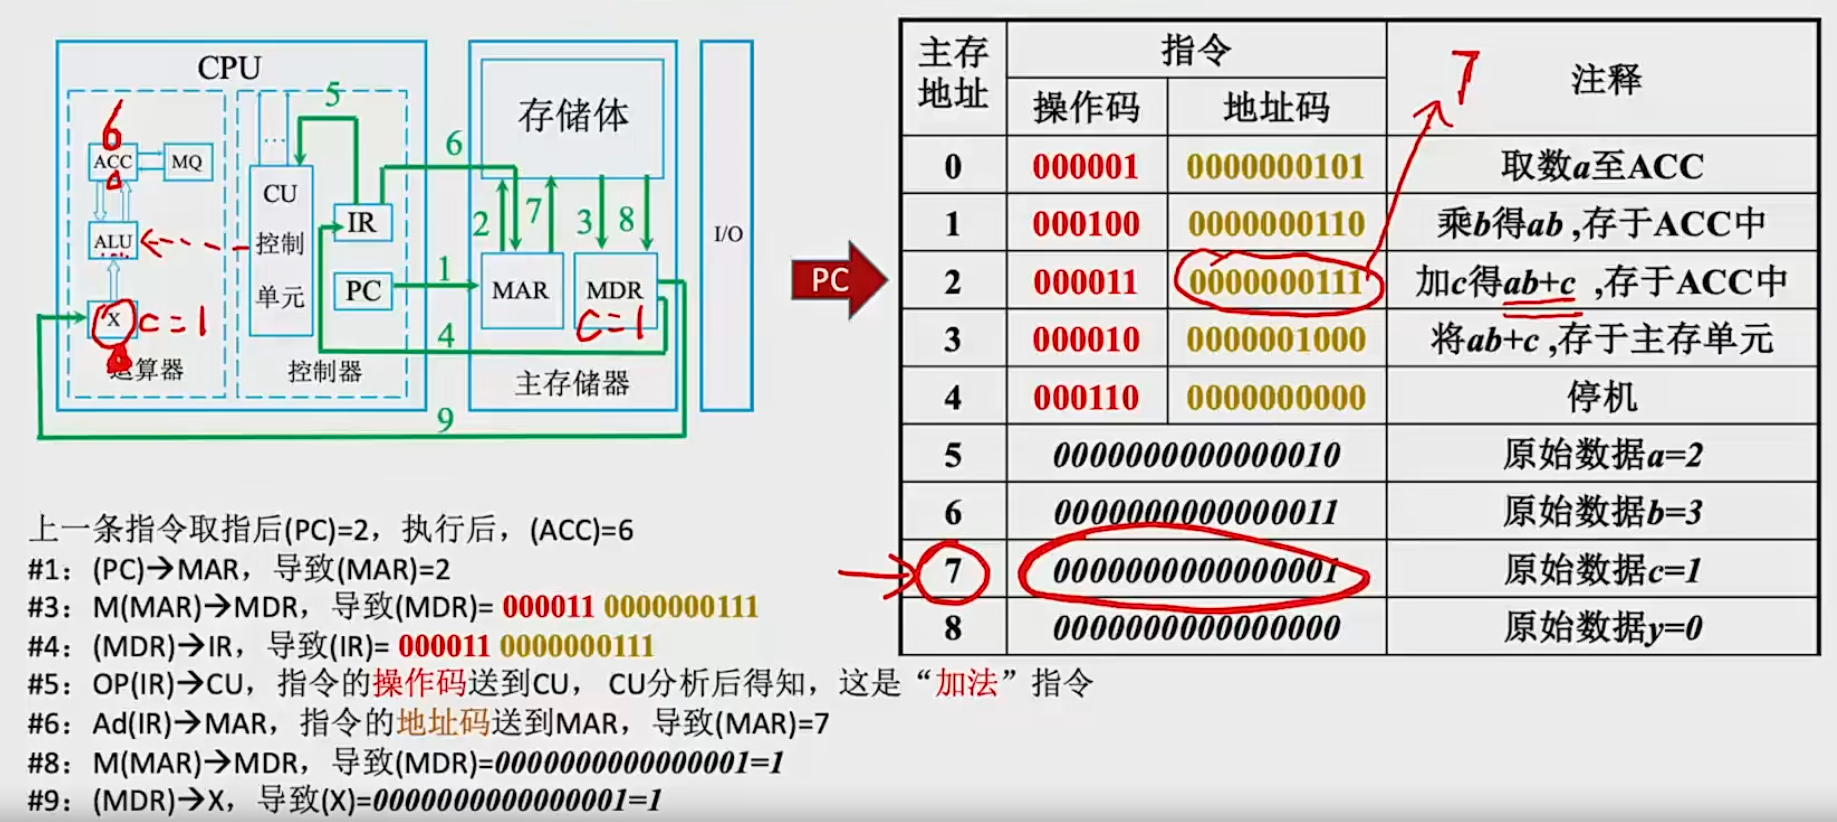 CPU
5
6
ACC
MQ
ALU
X
c=1
运算器
CU
控制
单元
IR
PC
控制器
1
4
9
6
存储体
2
7
3
8
MAR
MDR
c=1
主存储器
I/O
PC
主存地址 指令 注释
操作码 地址码
7
0 000001 0000000101 取数a至ACC
1 000100 0000000110 乘b得ab ,存于ACC中
2 000011 0000000111 加c得ab+c ,存于ACC中
3 000010 0000001000 将ab+c ,存于主存单元
4 000110 0000000000 停机
5 0000000000000010 原始数据a=2
6 0000000000000011 原始数据b=3
7 0000000000000001 原始数据c=1
8 0000000000000000 原始数据y=0
上一条指令取指后(PC)=2，执行后，(ACC)=6
#1：(PC)→MAR，导致(MAR)=2
#3：M(MAR)→MDR，导致(MDR)= 000011 0000000111
#4：(MDR)→IR，导致(IR)= 000011 0000000111
#5：OP(IR)→CU，指令的操作码送到CU， CU分析后得知，这是“加法”指令
#6：Ad(IR)→MAR，指令的地址码送到MAR，导致(MAR)=7
#8：M(MAR)→MDR，导致(MDR)=0000000000000001=1
#9：(MDR)→X，导致(X)=0000000000000001=1